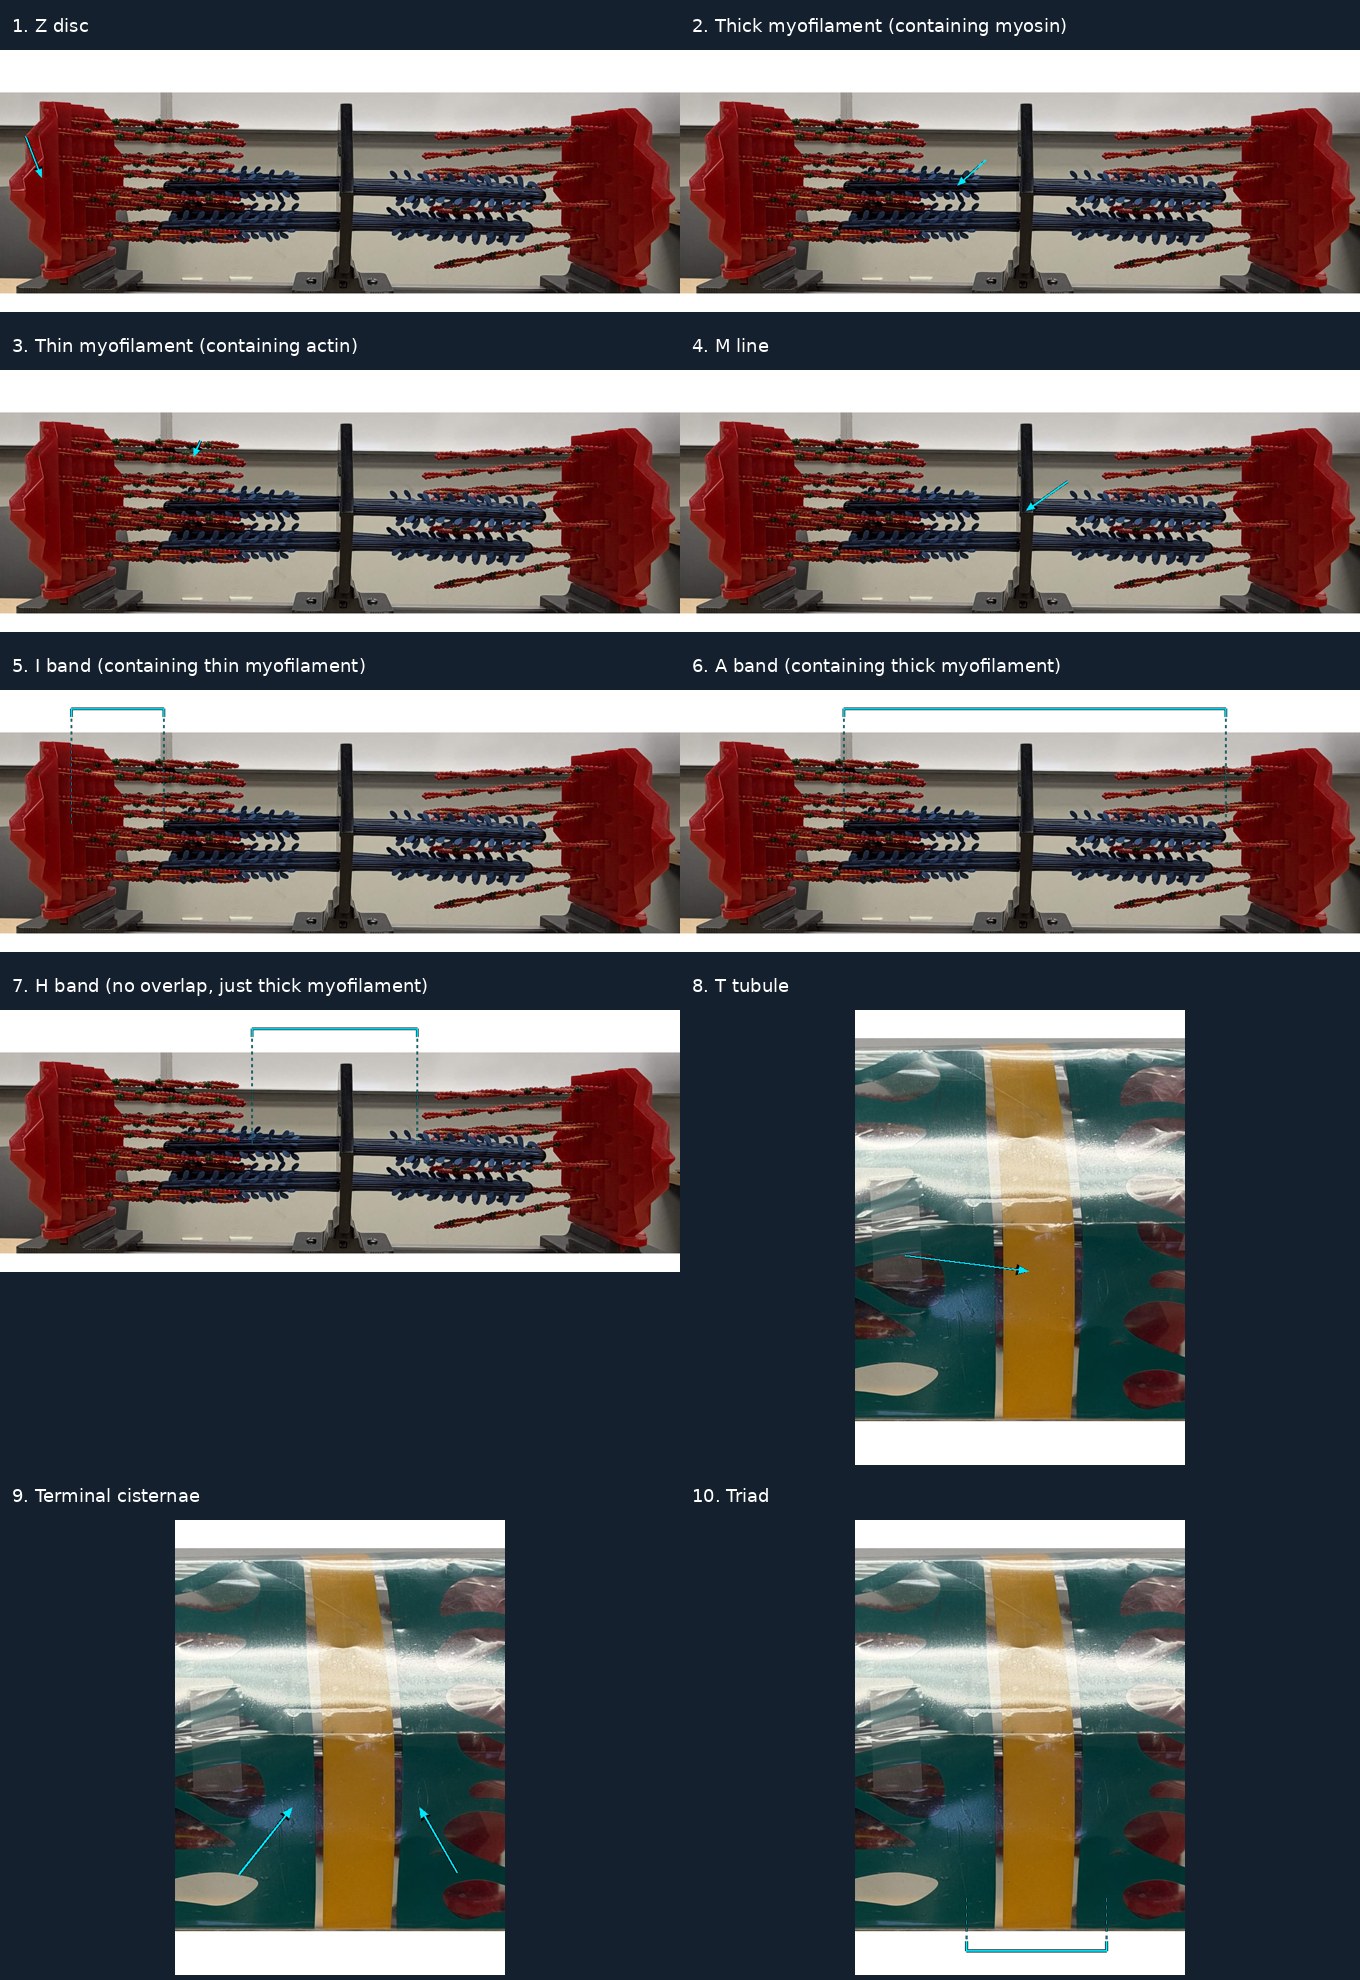 1. Z disc
2. Thick myofilament (containing myosin)
3. Thin myofilament (containing actin)
4. M line
5. I band (containing thin myofilament)
6. A band (containing thick myofilament)
7. H band (no overlap, just thick myofilament)
8. T tubule
9. Terminal cisternae
10. Triad